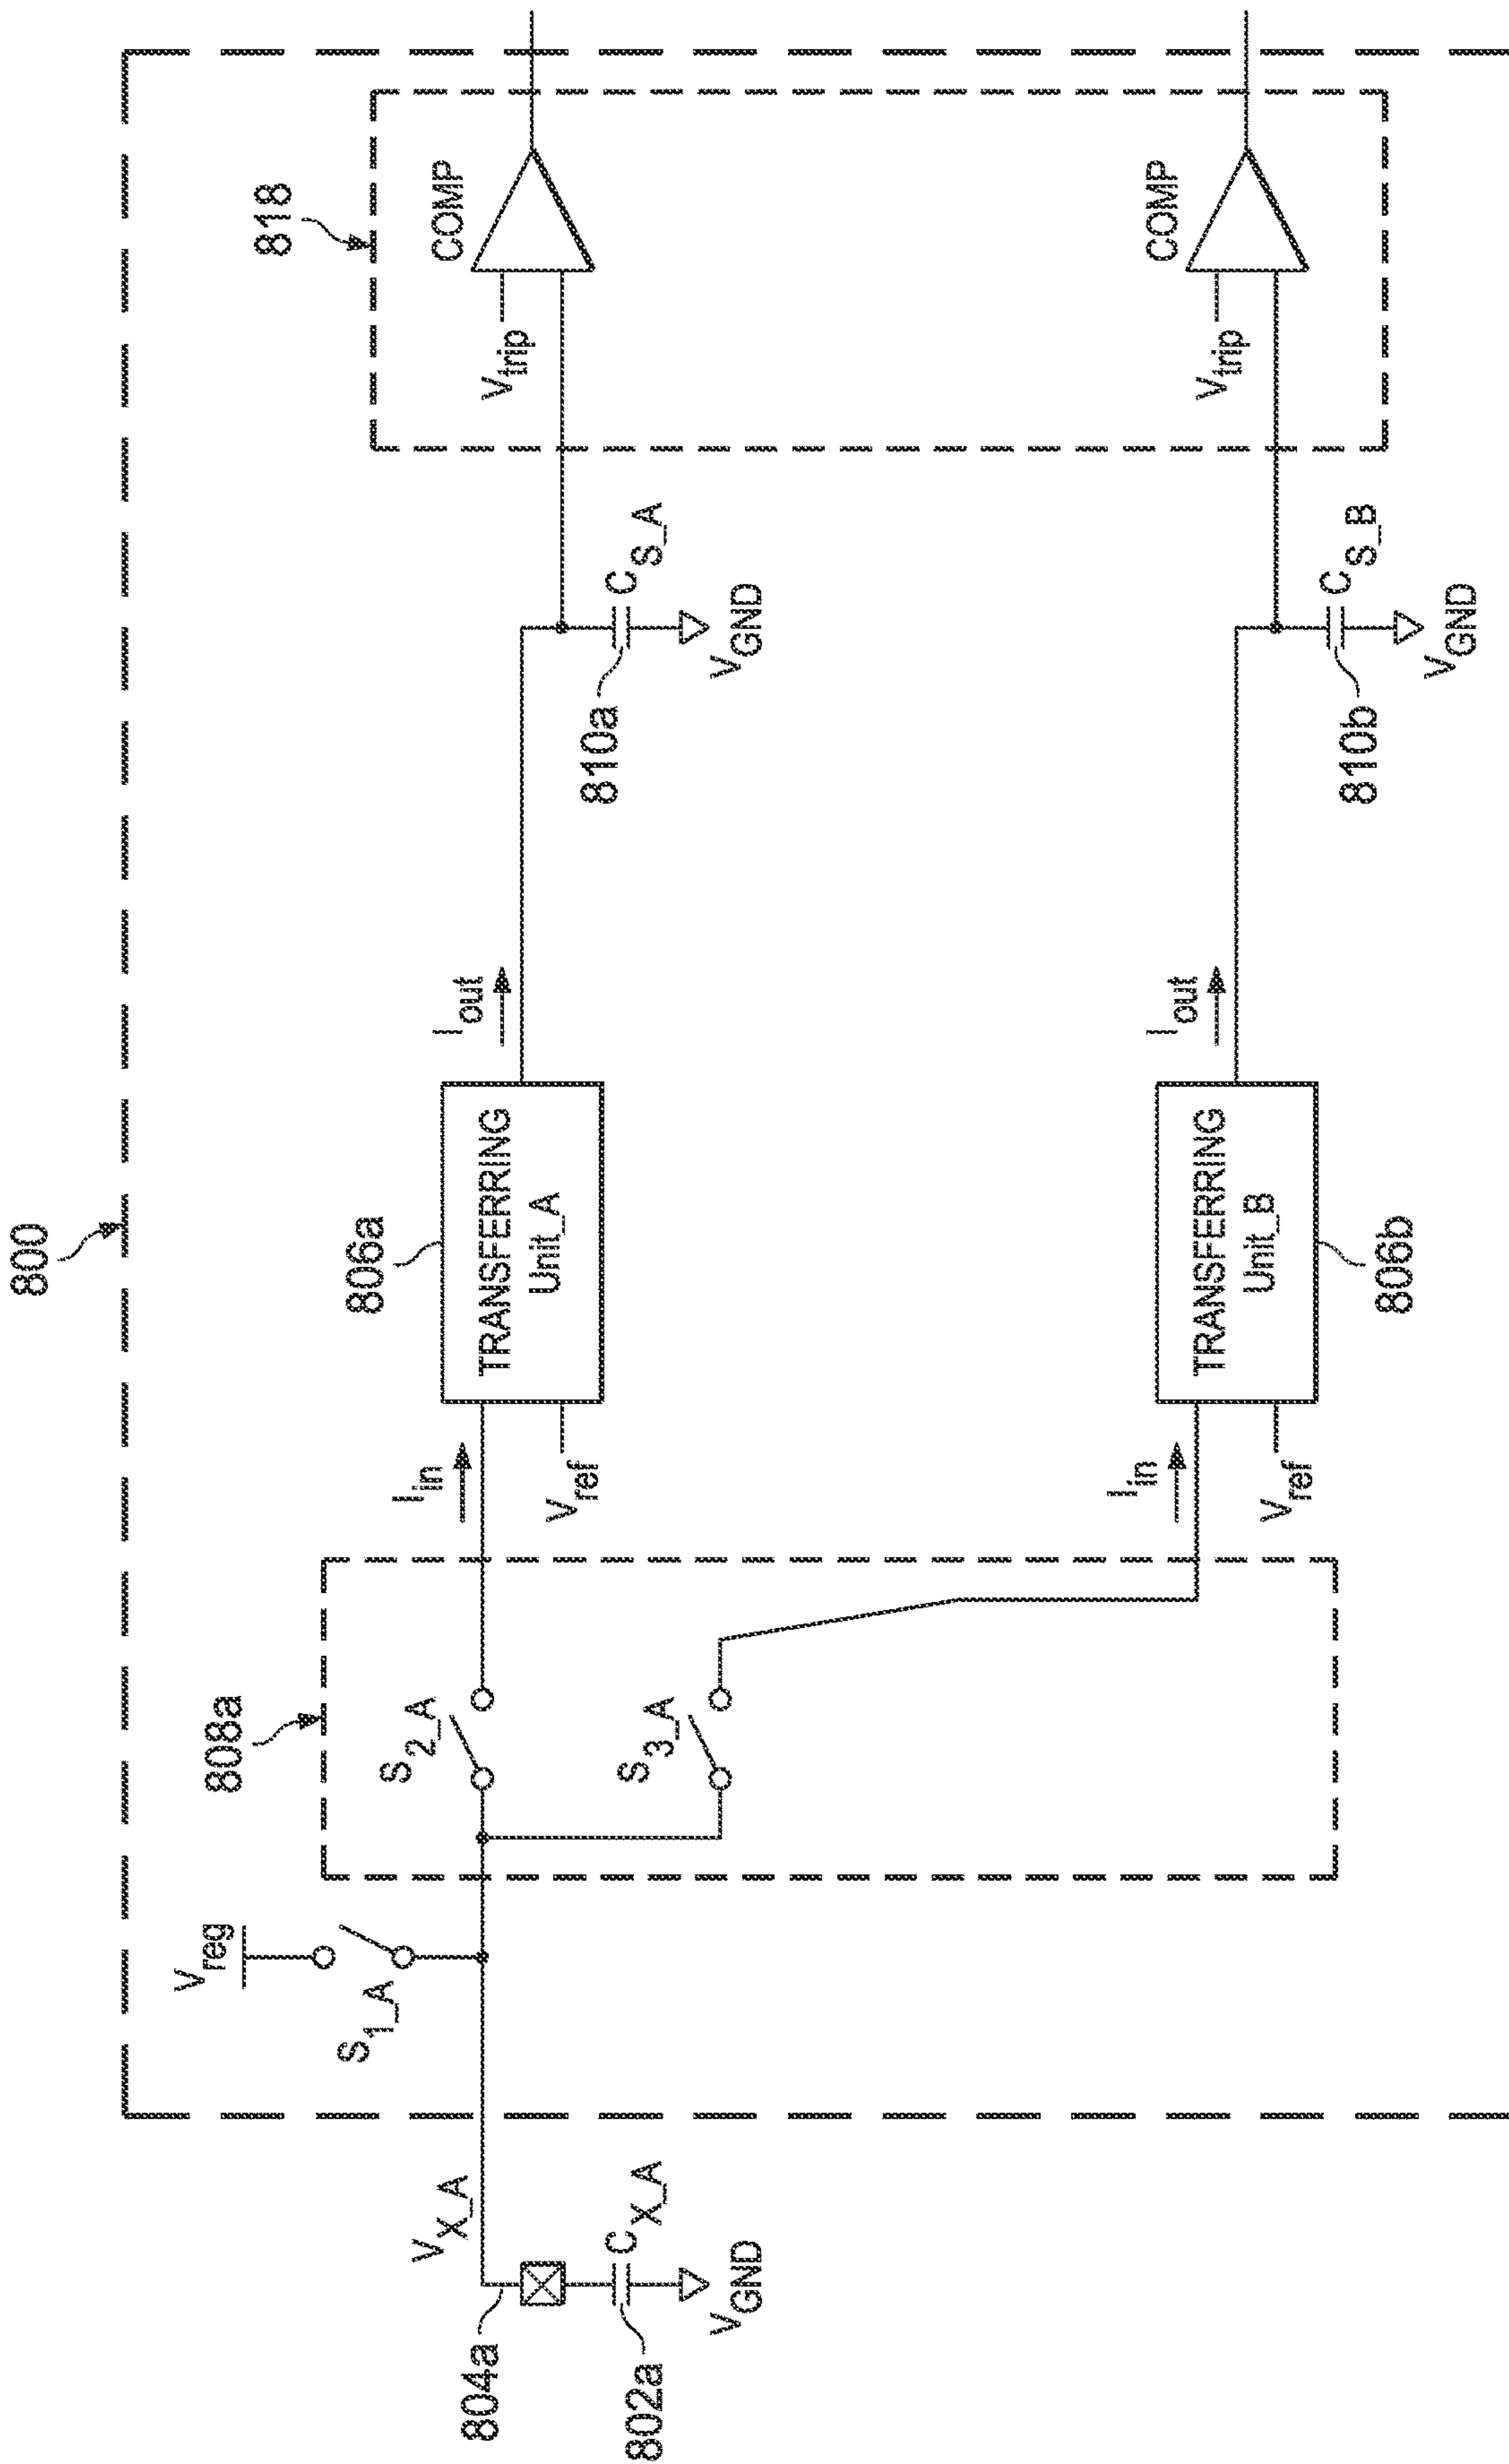 800
818
COMP
V_trip
C_S_A
810a
V_GND
I_out
806a
TRANSFERRING
Unit_A
I_in
V_ref
808a
S_2_A
S_3_A
V_reg
S_1_A
V_X_A
804a
C_X_A
802a
V_GND
COMP
V_trip
C_S_B
810b
V_GND
I_out
TRANSFERRING
Unit_B
806b
I_in
V_ref